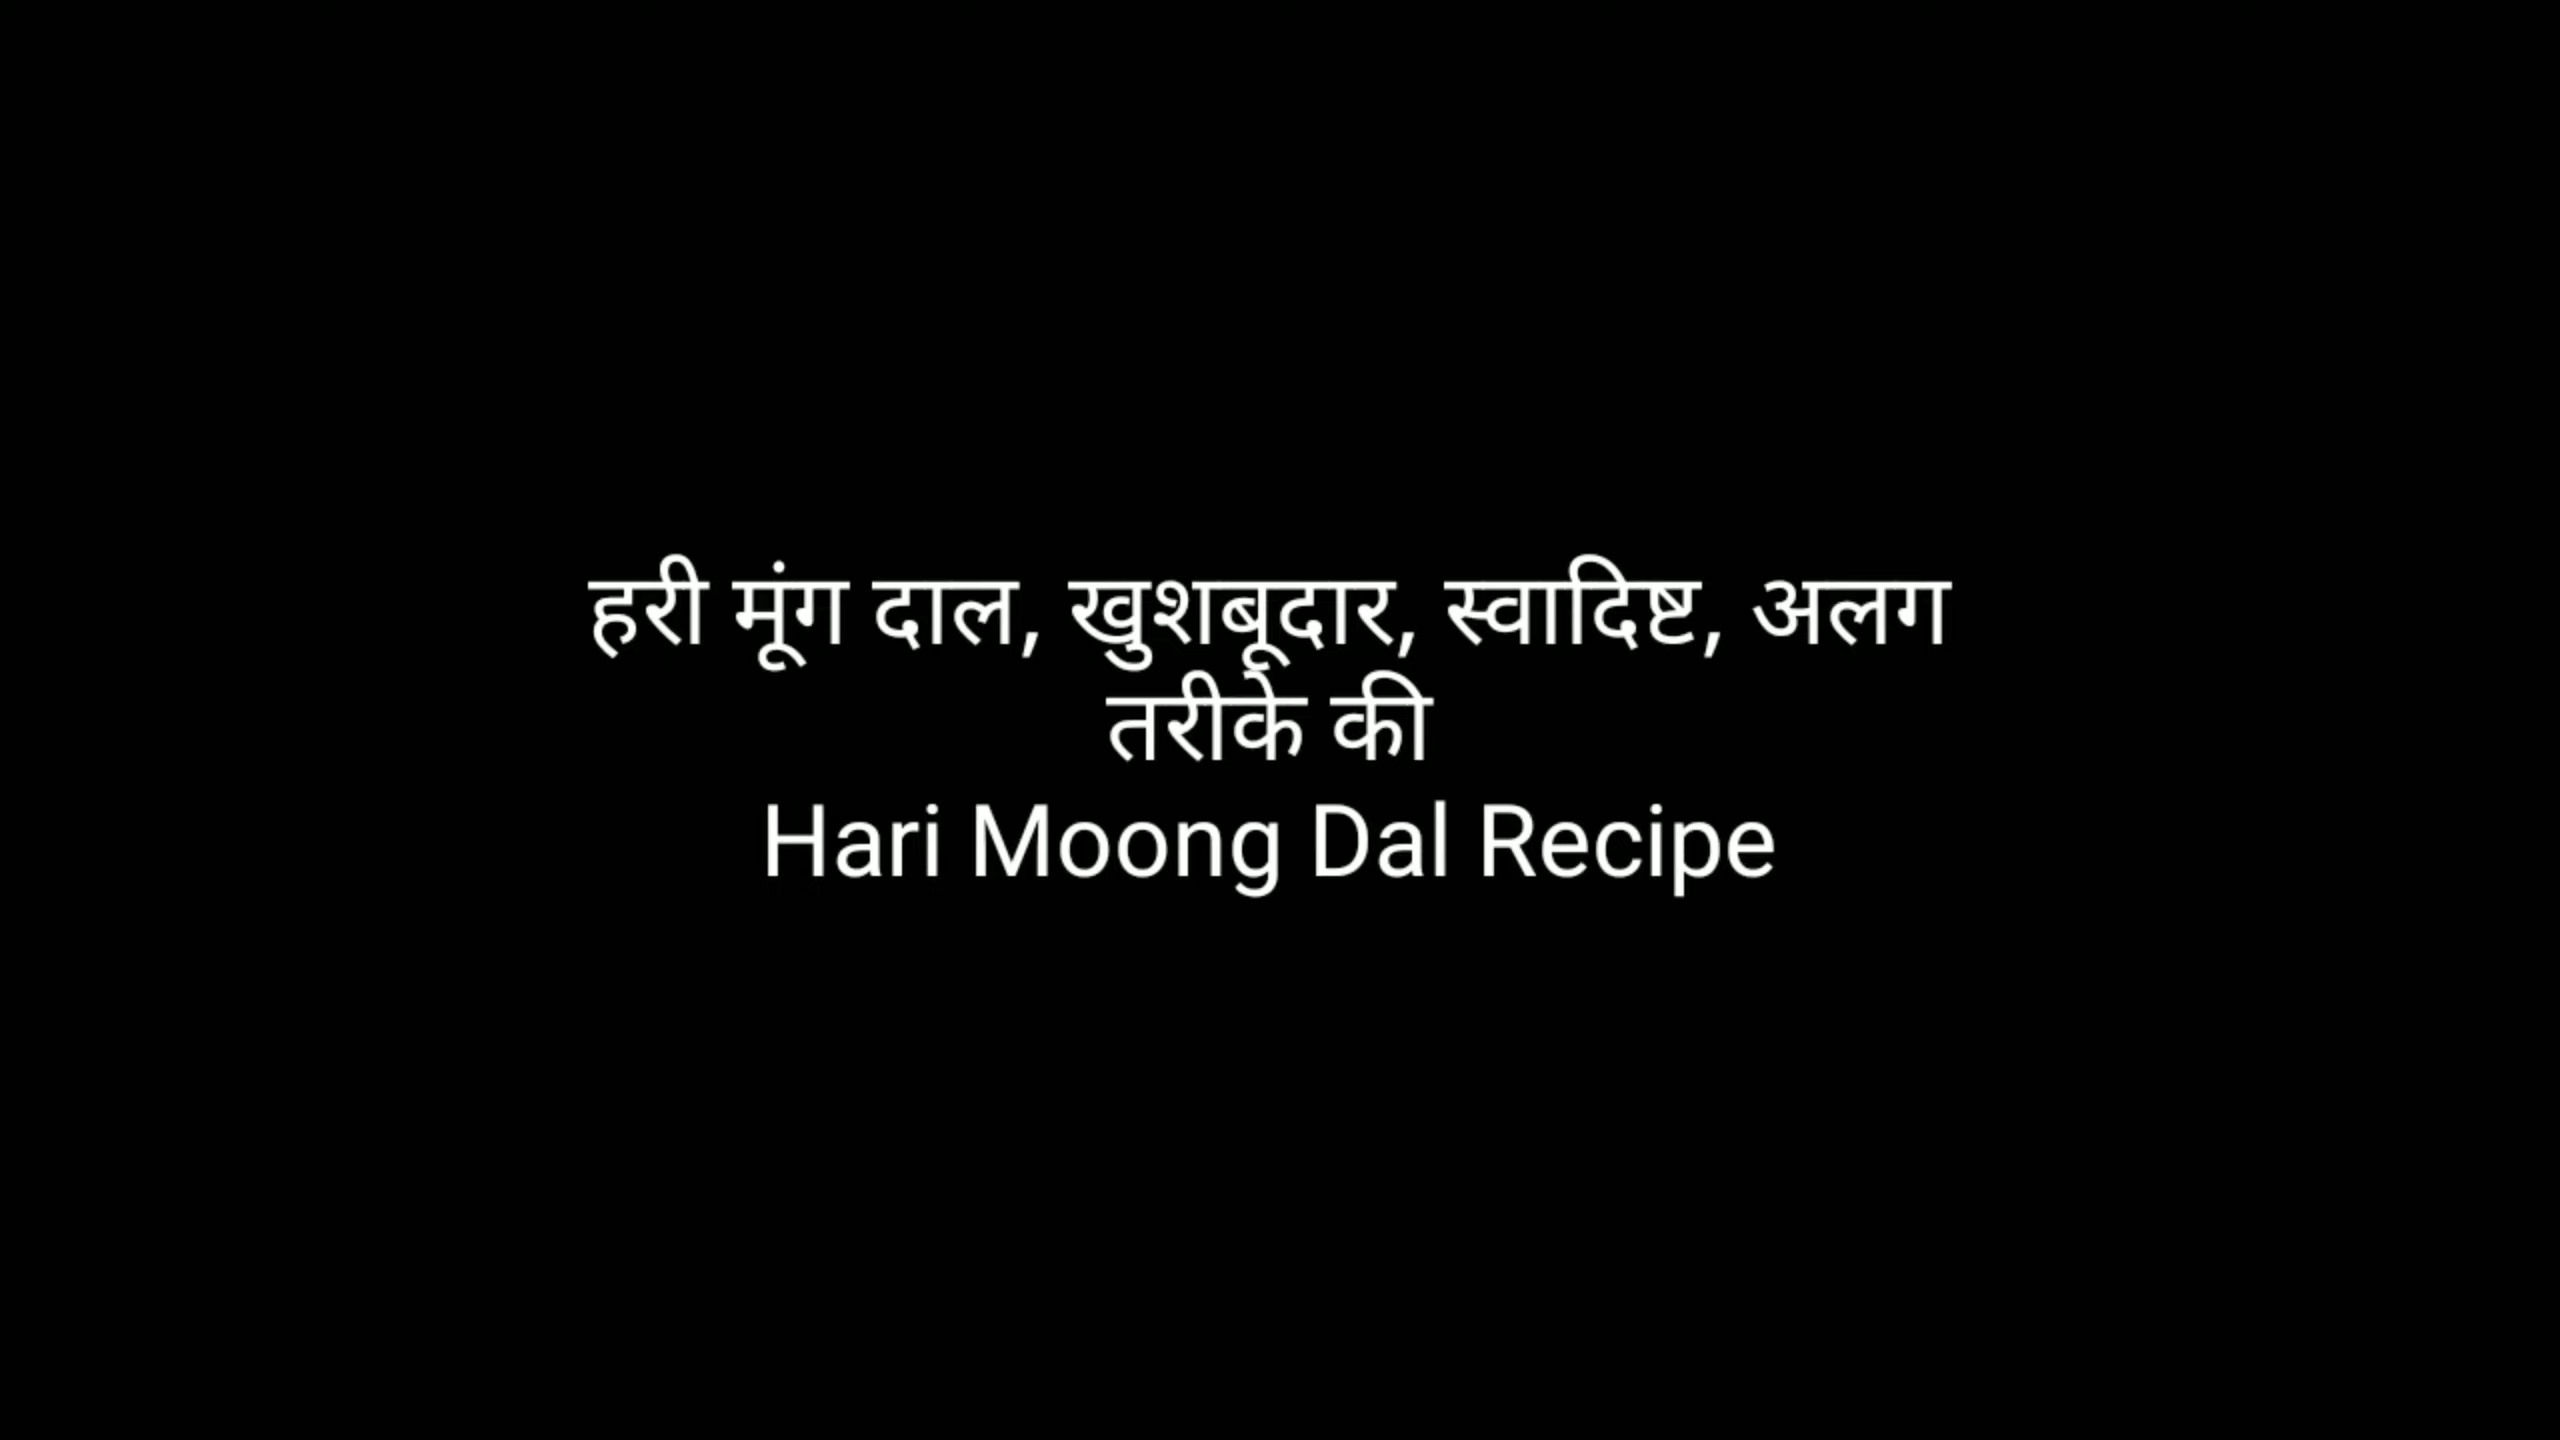 हरी मूंग दाल, खुशबूदार, स्वादिष्ट, अलग
तरीके की
Hari Moong Dal Recipe